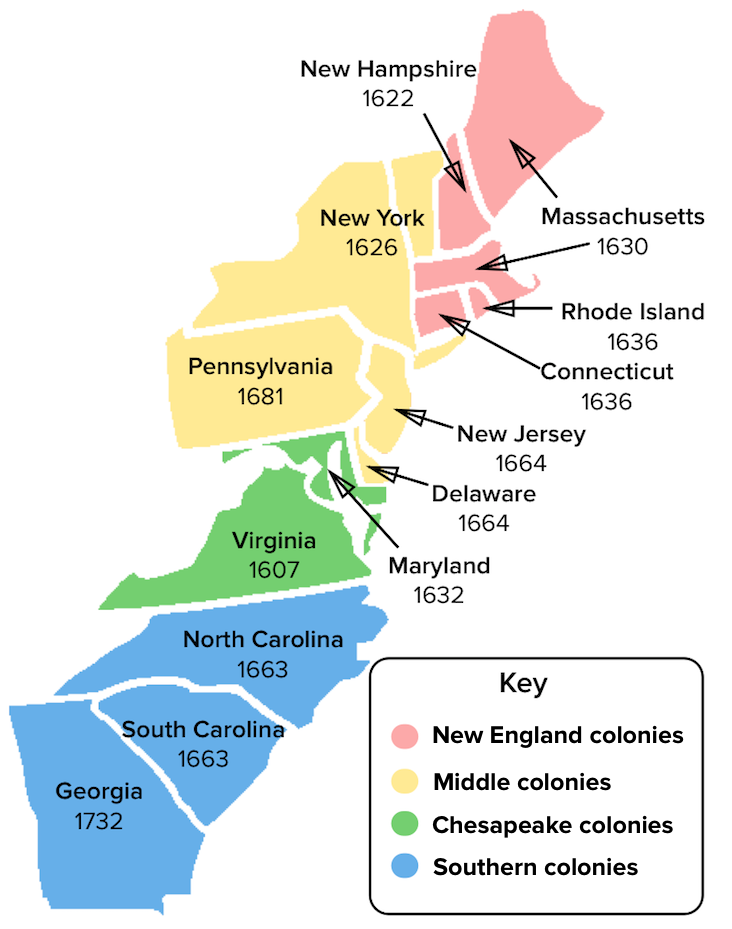 New Hampshire
1622
Massachusetts
1630
New York
1626
Rhode Island
1636
Connecticut
1636
Pennsylvania
1681
New Jersey
1664
Delaware
1664
Virginia
1607
Maryland
1632
North Carolina
1663
South Carolina
1663
Georgia
1732
Key
New England colonies
Middle colonies
Chesapeake colonies
Southern colonies